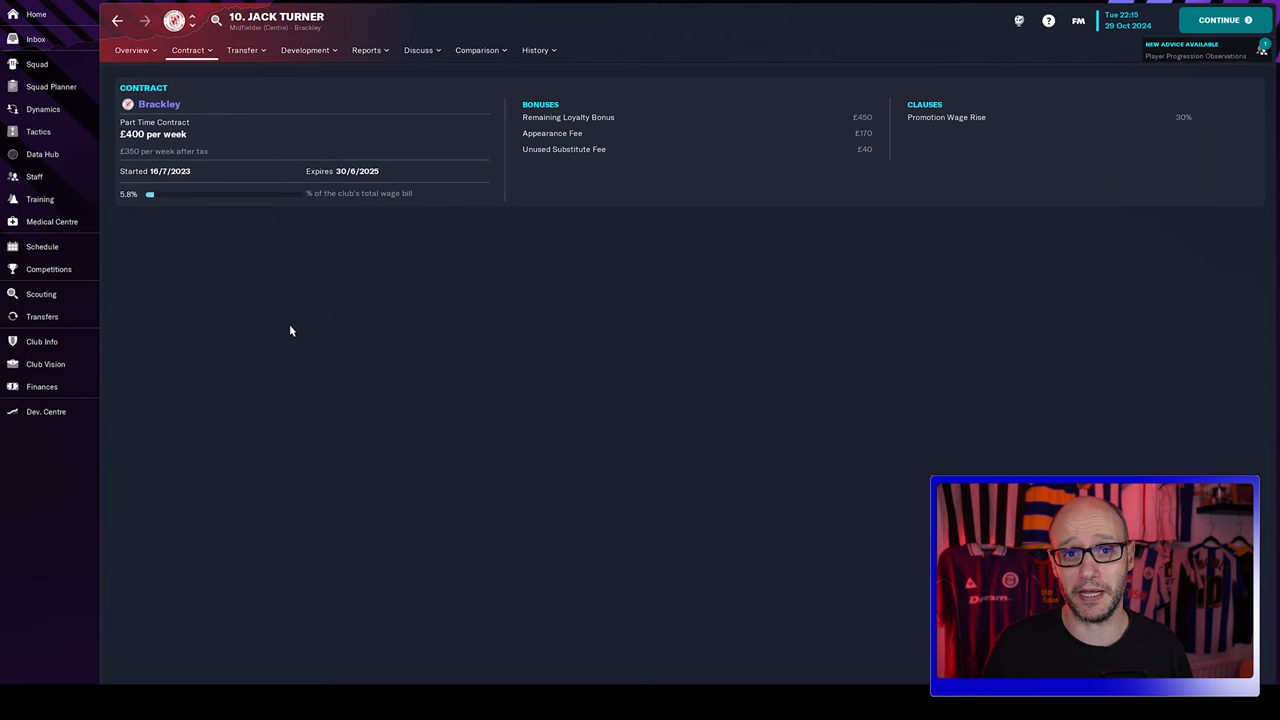 Home
Inbox
Squad
Squad Planner
Dynamics
Tactics
Data Hub
Staff
Training
Medical Centre
Schedule
Competitions
Scouting
Transfers
Club Info
Club Vision
Finances
Dev. Centre
10. JACK TURNER
Midfielder (Centre) - Brackley
FM
Tue 22:15
29 Oct 2024
CONTINUE
Overview
Contract
Transfer
Development
Reports
Discuss
Comparison
History
NEW ADVICE AVAILABLE
1
Player Progression Observations
CONTRACT
Brackley
Part Time Contract
£400 per week
£350 per week after tax
Started 16/7/2023 Expires 30/6/2025
5.8% % of the club's total wage bill
BONUSES
Remaining Loyalty Bonus £450
Appearance Fee £170
Unused Substitute Fee £40
CLAUSES
Promotion Wage Rise 30%